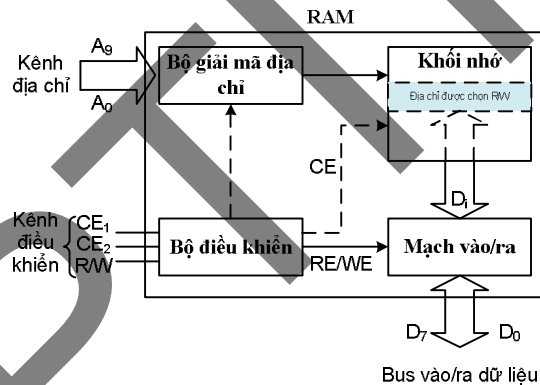 RAM
A9
Kênh
địa chỉ
A0
Bộ giải mã địa
chỉ
Khối nhớ
Địa chỉ được chọn R/W
CE
Di
Kênh
điều
khiển
CE1
CE2
R/W
Bộ điều khiển
RE/WE
Mạch vào/ra
D7
D0
Bus vào/ra dữ liệu